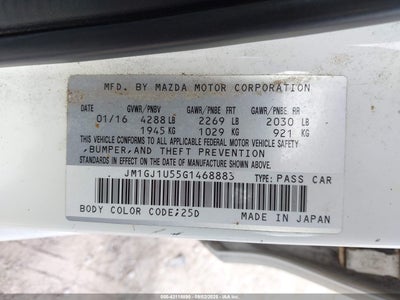 MFD. BY MAZDA MOTOR CORPORATION
GVWR/PNBV GAWR/PNBE FRT GAWR/PNBE RR
01/16 4288 LB 2269 LB 2030 LB
1945 KG 1029 KG 921 KG
THIS VEHICLE CONFORMS TO ALL APPLICABLE
FEDERAL MOTOR VEHICLE SAFETY
,BUMPER,AND THEFT PREVENTION
STANDARDS IN EFFECT ON THE DATE OF MANUFACTURE SHOWN ABOVE.
JM1GJ1U55G1468883 TYPE: PASS CAR
BODY COLOR CODE;25D MADE IN JAPAN